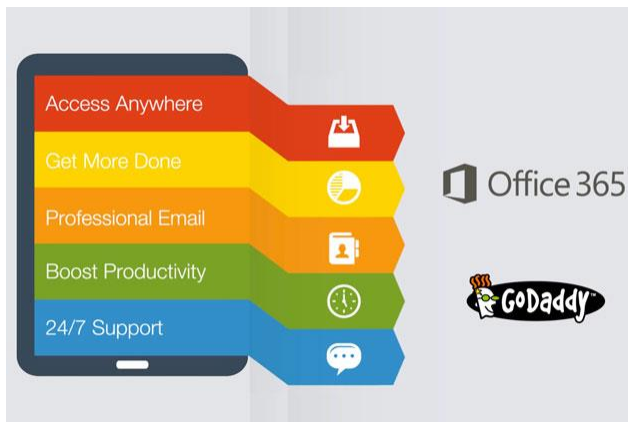 Access Anywhere
Get More Done
Professional Email
Boost Productivity
24/7 Support
Office 365
GoDaddy